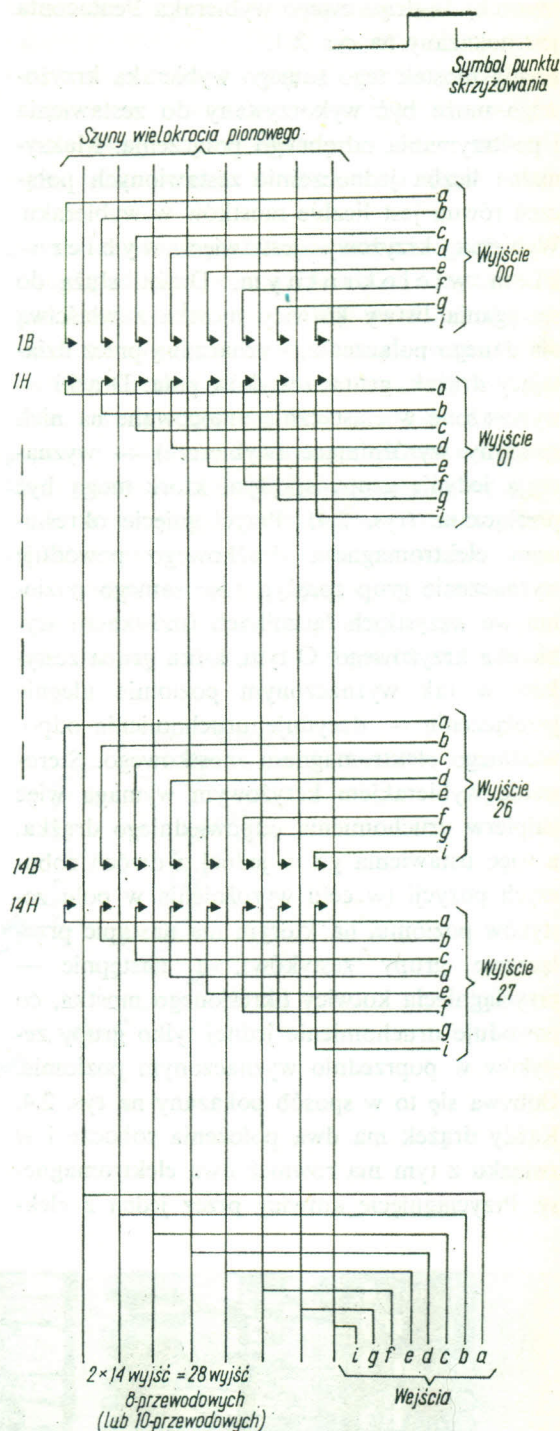 Symbol punktu
skrzyżowania
Szyny wielokrocia pionowego
a
b
c
d
e
f
g
i
Wyjście
00
1B
1H
a
b
c
d
e
f
g
i
Wyjście
01
a
b
c
d
e
f
g
i
Wyjście
26
14B
14H
a
b
c
d
e
f
g
i
Wyjście
27
i g f e d c b a
Wejścia
2 × 14 wyjść = 28 wyjść
8-przewodowych
(lub 10-przewodowych)